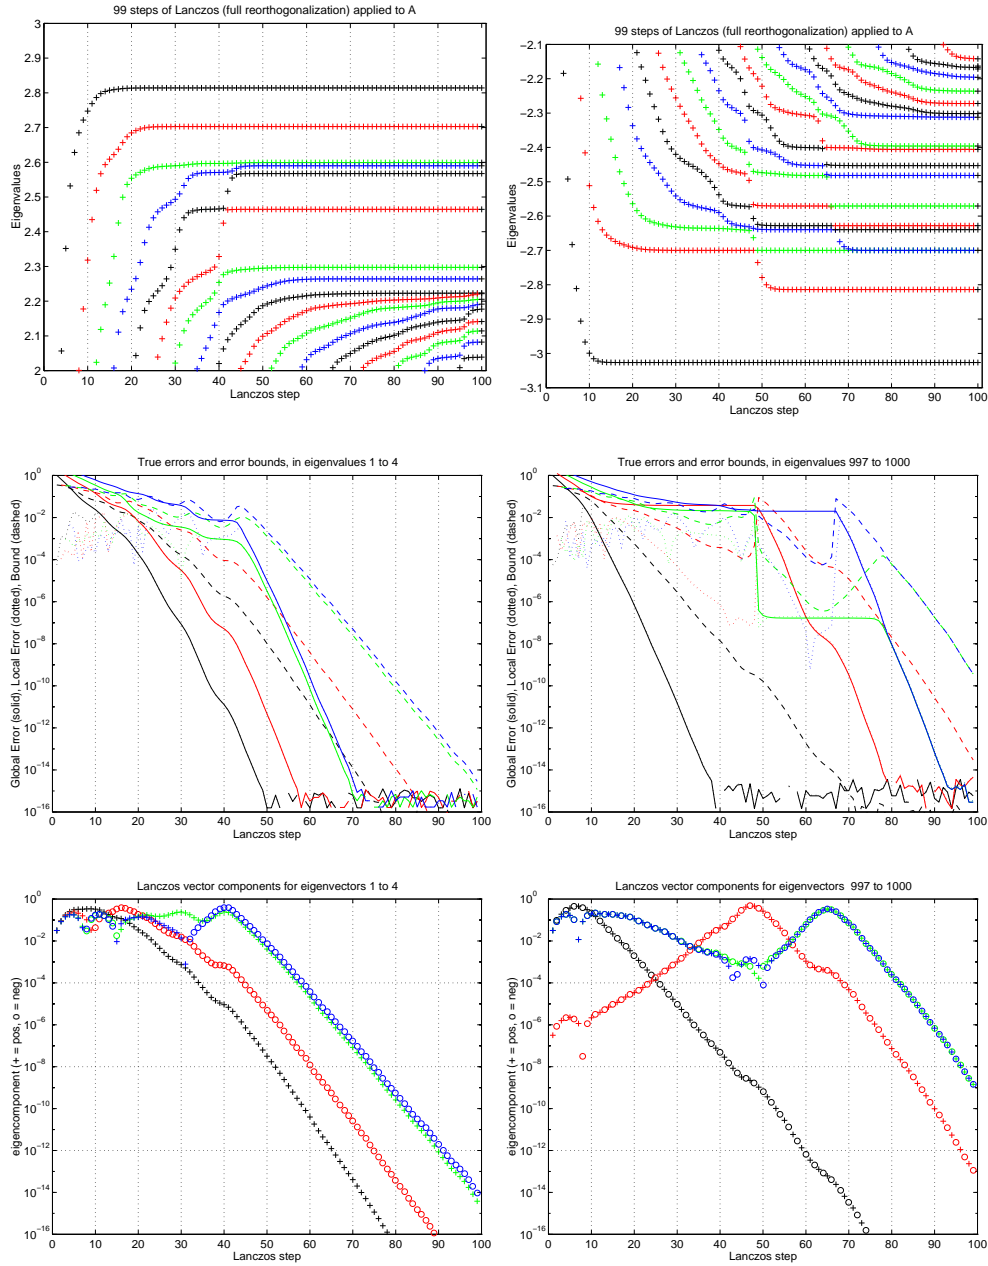 99 steps of Lanczos (full reorthogonalization) applied to A
3
2.9
2.8
2.7
2.6
2.5
2.4
2.3
2.2
2.1
2
Eigenvalues
0 10 20 30 40 50 60 70 80 90 100
Lanczos step
99 steps of Lanczos (full reorthogonalization) applied to A
−2.1
−2.2
−2.3
−2.4
−2.5
−2.6
−2.7
−2.8
−2.9
−3
−3.1
Eigenvalues
0 10 20 30 40 50 60 70 80 90 100
Lanczos step
True errors and error bounds, in eigenvalues 1 to 4
10^0
10^−2
10^−4
10^−6
10^−8
10^−10
10^−12
10^−14
10^−16
Global Error (solid), Local Error (dotted), Bound (dashed)
0 10 20 30 40 50 60 70 80 90 100
Lanczos step
True errors and error bounds, in eigenvalues 997 to 1000
10^0
10^−2
10^−4
10^−6
10^−8
10^−10
10^−12
10^−14
10^−16
Global Error (solid), Local Error (dotted), Bound (dashed)
0 10 20 30 40 50 60 70 80 90 100
Lanczos step
Lanczos vector components for eigenvectors 1 to 4
10^0
10^−2
10^−4
10^−6
10^−8
10^−10
10^−12
10^−14
10^−16
eigencomponent (+ = pos, o = neg)
0 10 20 30 40 50 60 70 80 90 100
Lanczos step
Lanczos vector components for eigenvectors 997 to 1000
10^0
10^−2
10^−4
10^−6
10^−8
10^−10
10^−12
10^−14
10^−16
eigencomponent (+ = pos, o = neg)
0 10 20 30 40 50 60 70 80 90 100
Lanczos step